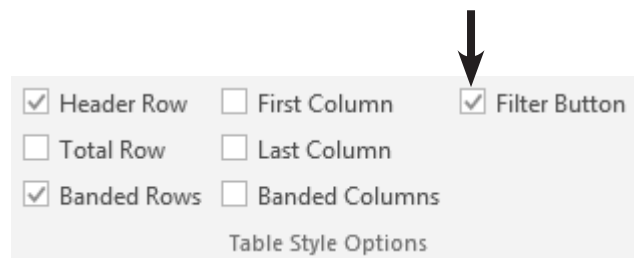 Header Row First Column Filter Button
Total Row Last Column
Banded Rows Banded Columns
Table Style Options